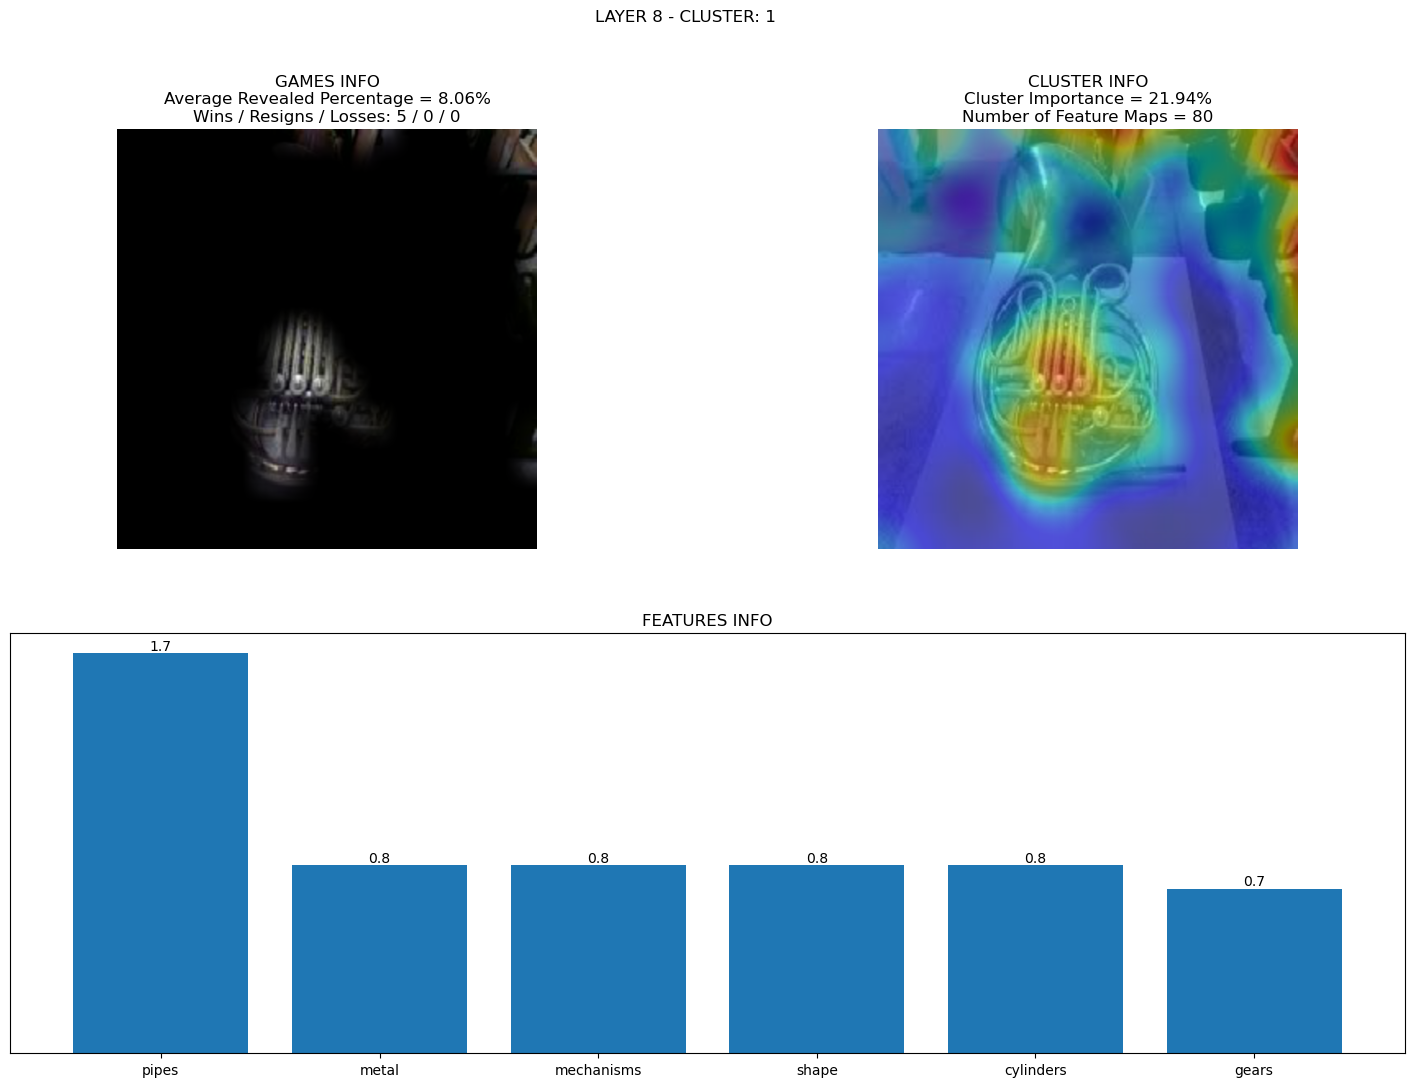 LAYER 8 - CLUSTER: 1
GAMES INFO
Average Revealed Percentage = 8.06%
Wins / Resigns / Losses: 5 / 0 / 0
CLUSTER INFO
Cluster Importance = 21.94%
Number of Feature Maps = 80
FEATURES INFO
1.7
0.8
0.8
0.8
0.8
0.7
pipes
metal
mechanisms
shape
cylinders
gears